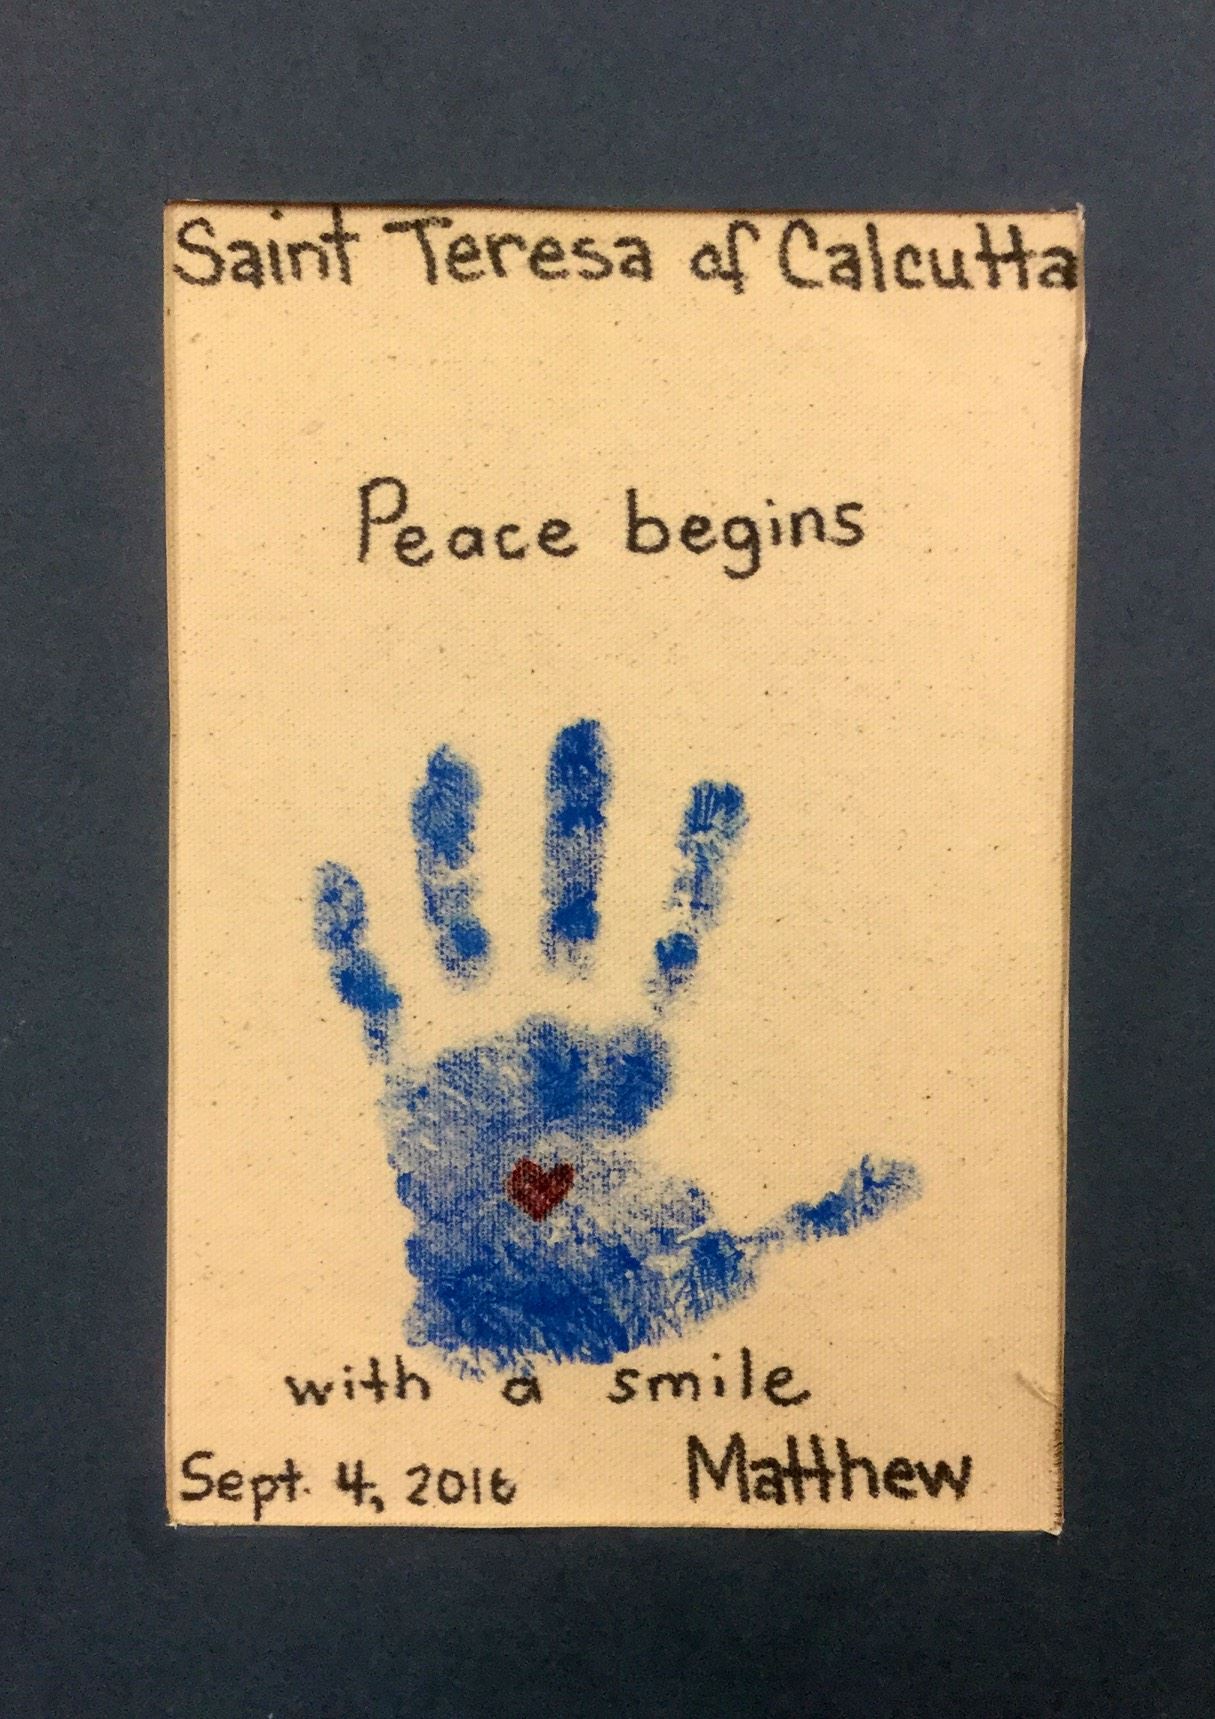 Saint Teresa of Calcutta
Peace begins
with a smile
Sept. 4, 2016
Matthew